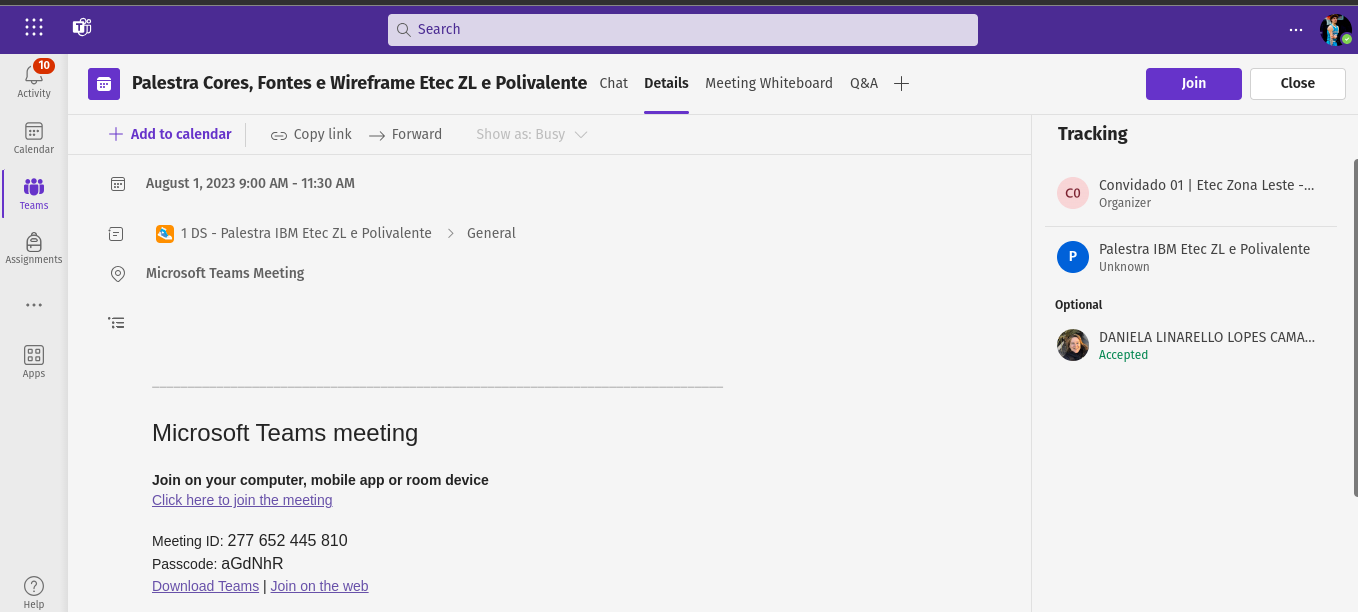 Search
10
Activity
Calendar
Teams
Assignments
Apps
Help
Palestra Cores, Fontes e Wireframe Etec ZL e Polivalente
Chat
Details
Meeting Whiteboard
Q&A
Join
Close
Add to calendar
Copy link
Forward
Show as: Busy
August 1, 2023 9:00 AM - 11:30 AM
1 DS - Palestra IBM Etec ZL e Polivalente > General
Microsoft Teams Meeting
________________________________________________________________________________
Microsoft Teams meeting
Join on your computer, mobile app or room device
Click here to join the meeting
Meeting ID: 277 652 445 810
Passcode: aGdNhR
Download Teams | Join on the web
Tracking
C0
Convidado 01 | Etec Zona Leste -...
Organizer
P
Palestra IBM Etec ZL e Polivalente
Unknown
Optional
DANIELA LINARELLO LOPES CAMA...
Accepted